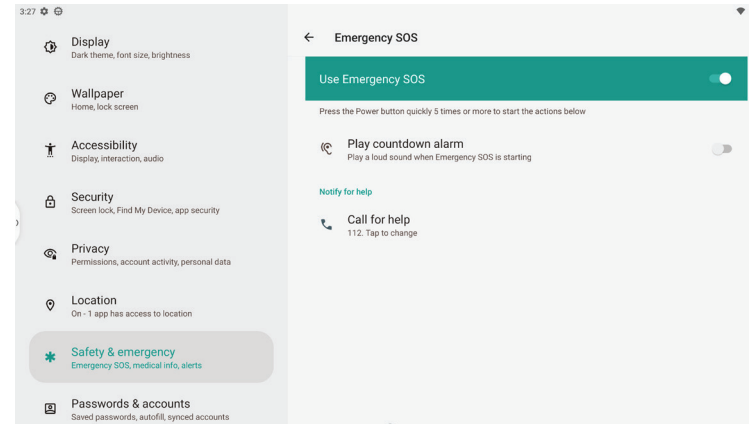 3:27
Display
Dark theme, font size, brightness
Wallpaper
Home, lock screen
Accessibility
Display, interaction, audio
Security
Screen lock, Find My Device, app security
Privacy
Permissions, account activity, personal data
Location
On - 1 app has access to location
Safety & emergency
Emergency SOS, medical info, alerts
Passwords & accounts
Saved passwords, autofill, synced accounts
Emergency SOS
Use Emergency SOS
Press the Power button quickly 5 times or more to start the actions below
Play countdown alarm
Play a loud sound when Emergency SOS is starting
Notify for help
Call for help
112. Tap to change